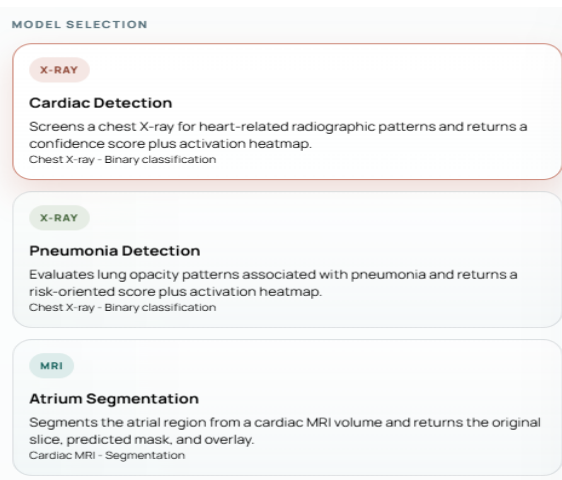 MODEL SELECTION
X-RAY
Cardiac Detection
Screens a chest X-ray for heart-related radiographic patterns and returns a
confidence score plus activation heatmap.
Chest X-ray - Binary classification
X-RAY
Pneumonia Detection
Evaluates lung opacity patterns associated with pneumonia and returns a
risk-oriented score plus activation heatmap.
Chest X-ray - Binary classification
MRI
Atrium Segmentation
Segments the atrial region from a cardiac MRI volume and returns the original
slice, predicted mask, and overlay.
Cardiac MRI - Segmentation